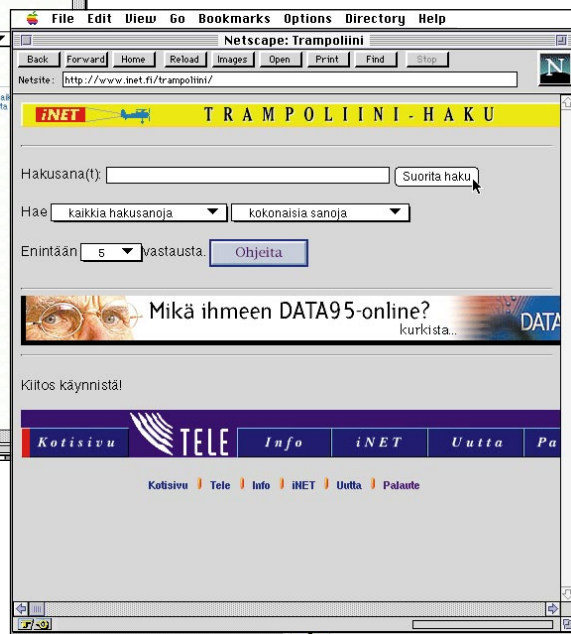 File Edit View Go Bookmarks Options Directory Help
Netscape: Trampoliini
Back Forward Home Reload Images Open Print Find Stop
N
Netsite: http://www.inet.fi/trampoliini/
iNET TRAMPOLIINI-HAKU
Hakusana(t): Suorita haku
Hae kaikkia hakusanoja kokonaisia sanoja
Enintään 5 vastausta. Ohjeita
Mikä ihmeen DATA95-online?
kurkista... DATA
Kiitos käynnistä!
Kotisivu TELE Info iNET Uutta Pa
Kotisivu Tele Info iNET Uutta Palaute